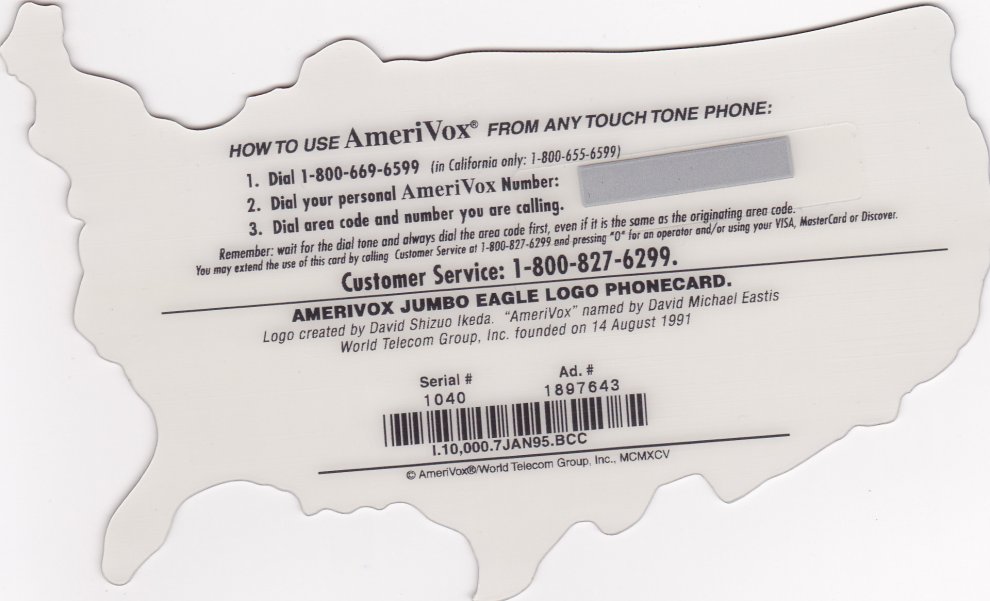 HOW TO USE AmeriVox® FROM ANY TOUCH TONE PHONE:
1. Dial 1-800-669-6599 (in California only: 1-800-655-6599)
2. Dial your personal AmeriVox Number:
3. Dial area code and number you are calling.
Remember: wait for the dial tone and always dial the area code first, even if it is the same as the originating area code.
You may extend the use of this card by calling Customer Service at 1-800-827-6299 and pressing "0" for an operator and/or using your VISA, MasterCard or Discover.
Customer Service: 1-800-827-6299.
AMERIVOX JUMBO EAGLE LOGO PHONECARD.
Logo created by David Shizuo Ikeda. "AmeriVox" named by David Michael Eastis
World Telecom Group, Inc. founded on 14 August 1991
Serial # Ad. #
1040 1897643
I.10,000.7JAN95.BCC
© AmeriVox®/World Telecom Group, Inc., MCMXCV